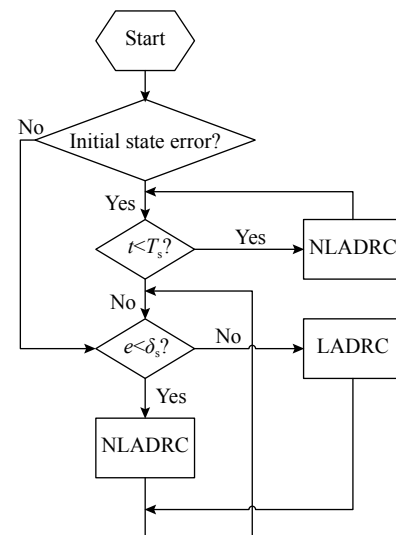 Start
No
Initial state error?
Yes
t<Ts?
Yes
NLADRC
No
e<δs?
No
LADRC
Yes
NLADRC